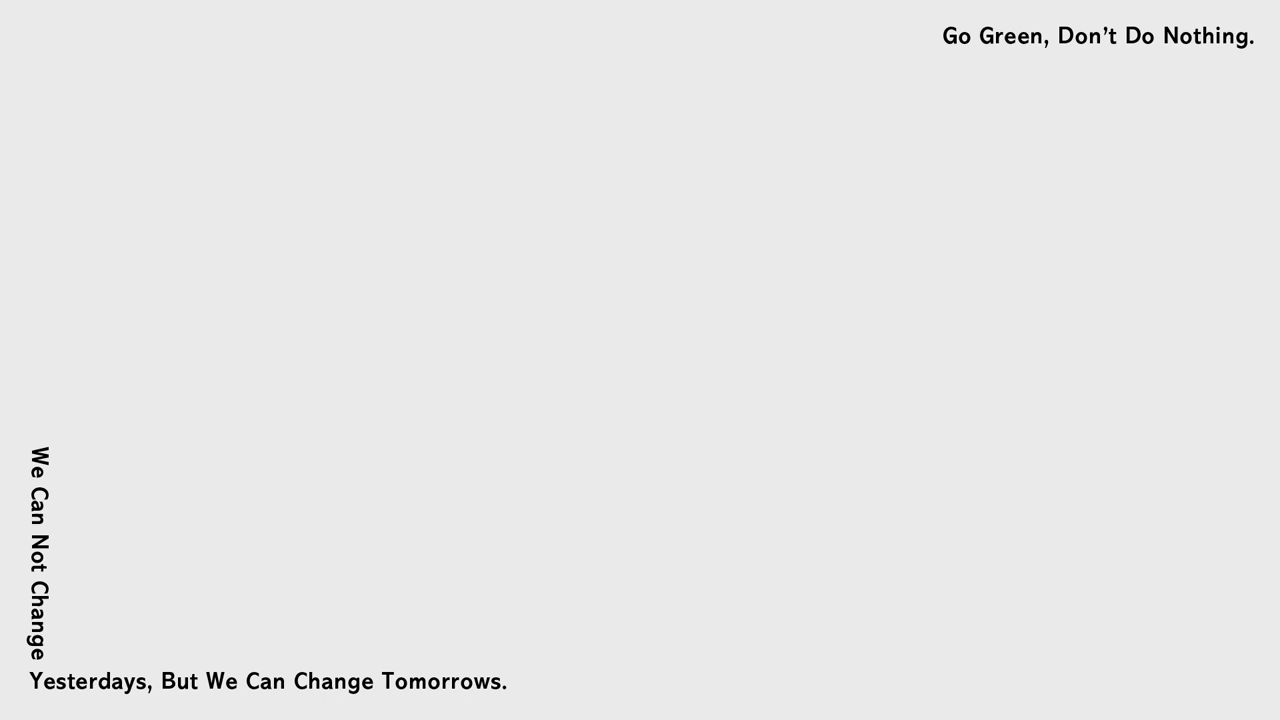 Go Green, Don’t Do Nothing.
We Can Not Change
Yesterdays, But We Can Change Tomorrows.